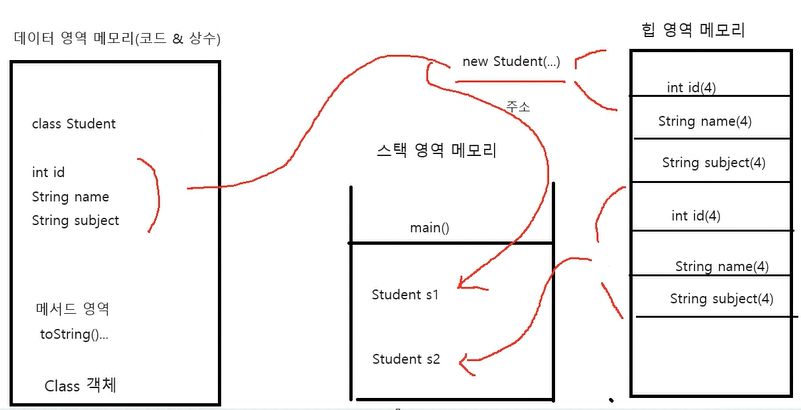 데이터 영역 메모리(코드 & 상수)
class Student
int id
String name
String subject
메서드 영역
toString()...
Class 객체
new Student(...)
주소
스택 영역 메모리
main()
Student s1
Student s2
힙 영역 메모리
int id(4)
String name(4)
String subject(4)
int id(4)
String name(4)
String subject(4)